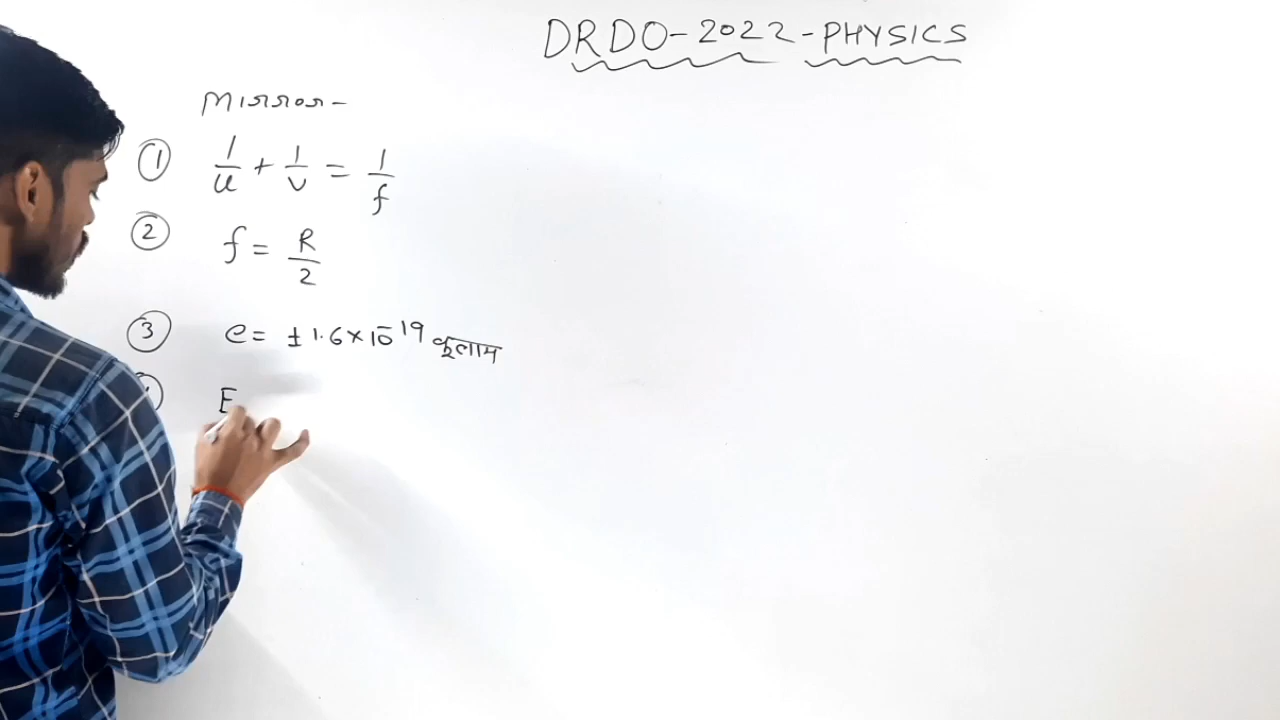 DRDO-2022-PHYSICS
Mirror-
① 1/u + 1/v = 1/f
② f = R/2
③ e = ±1.6×10⁻¹⁹ कूलाम
E